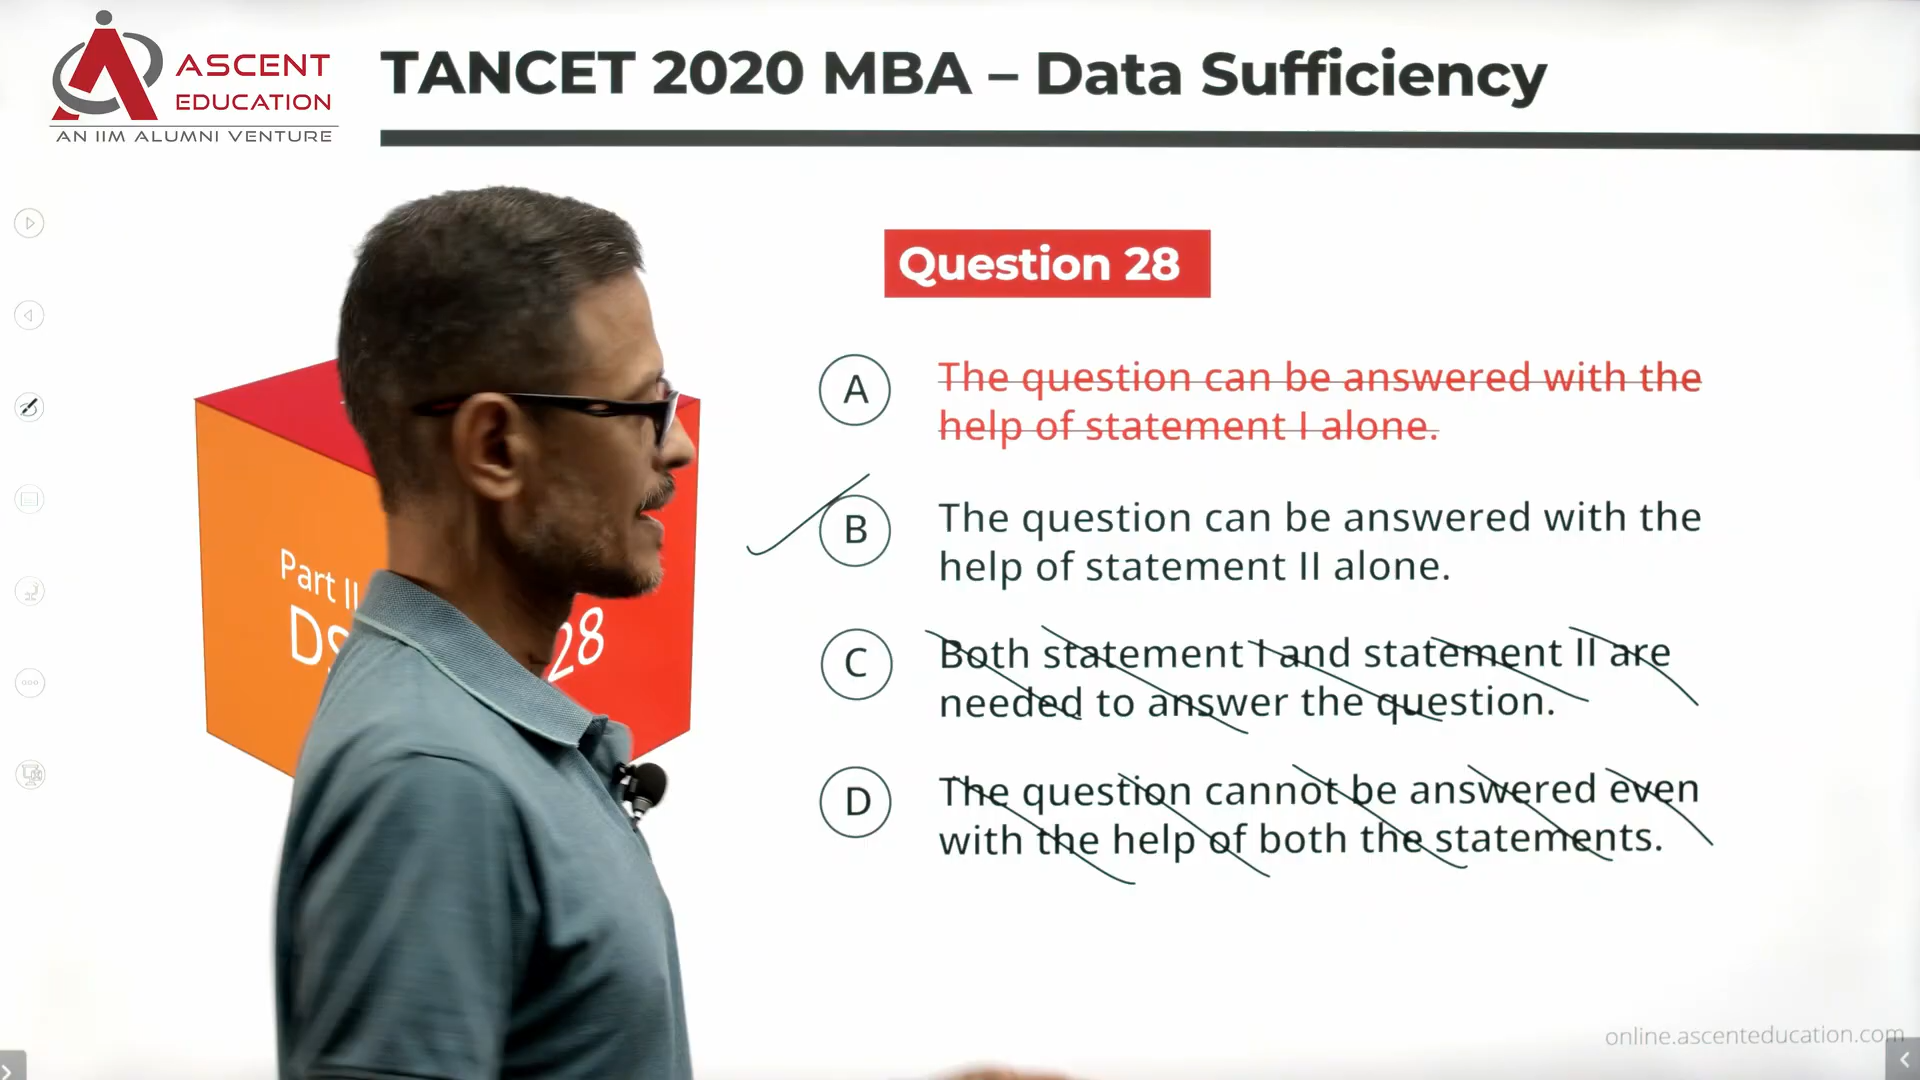 ASCENT
EDUCATION
AN IIM ALUMNI VENTURE
TANCET 2020 MBA – Data Sufficiency
Question 28
A
The question can be answered with the
help of statement I alone.
B
The question can be answered with the
help of statement II alone.
C
Both statement I and statement II are
needed to answer the question.
D
The question cannot be answered even
with the help of both the statements.
Part II
DS
28
online.ascenteducation.com